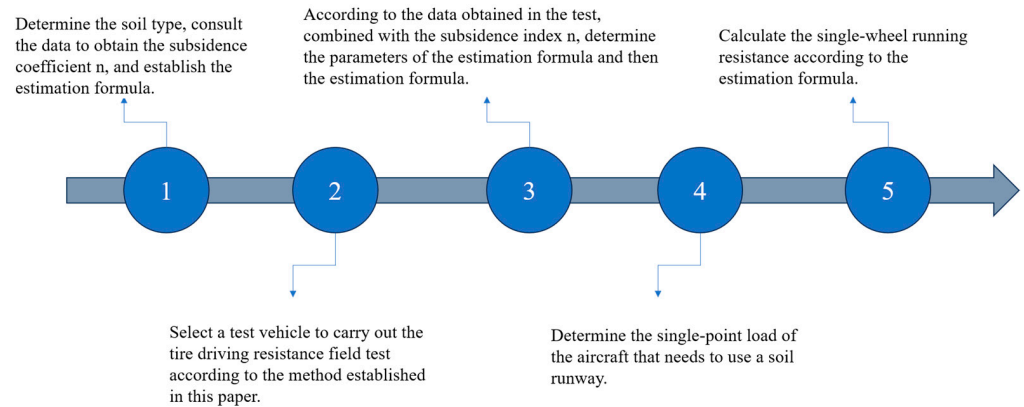 Determine the soil type, consult
the data to obtain the subsidence
coefficient n, and establish the
estimation formula.
According to the data obtained in the test,
combined with the subsidence index n, determine
the parameters of the estimation formula and then
the estimation formula.
Calculate the single-wheel running
resistance according to the
estimation formula.
1
2
3
4
5
Select a test vehicle to carry out the
tire driving resistance field test
according to the method established
in this paper.
Determine the single-point load of
the aircraft that needs to use a soil
runway.